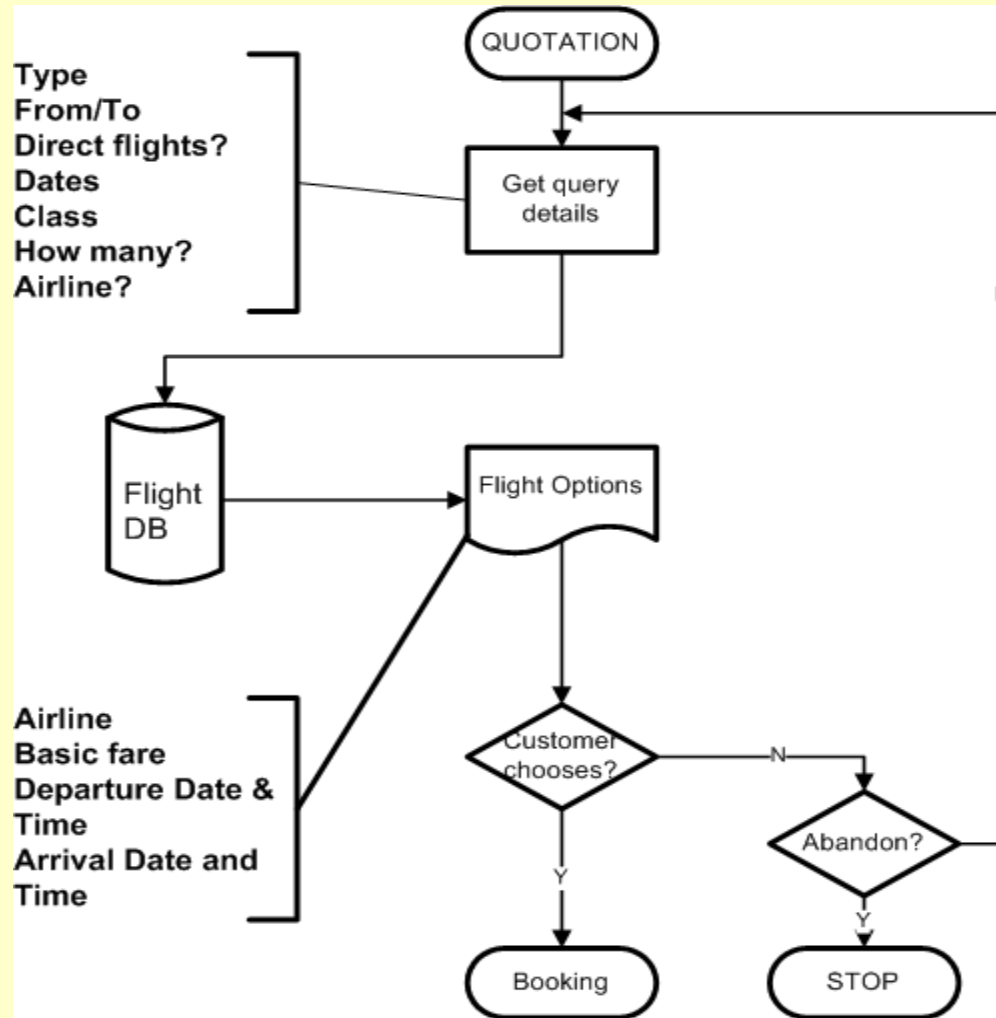 QUOTATION
Type
From/To
Direct flights?
Dates
Class
How many?
Airline?
Get query
details
Flight
DB
Flight Options
Airline
Basic fare
Departure Date &
Time
Arrival Date and
Time
Customer
chooses?
N
Abandon?
Y
Y
Booking
STOP